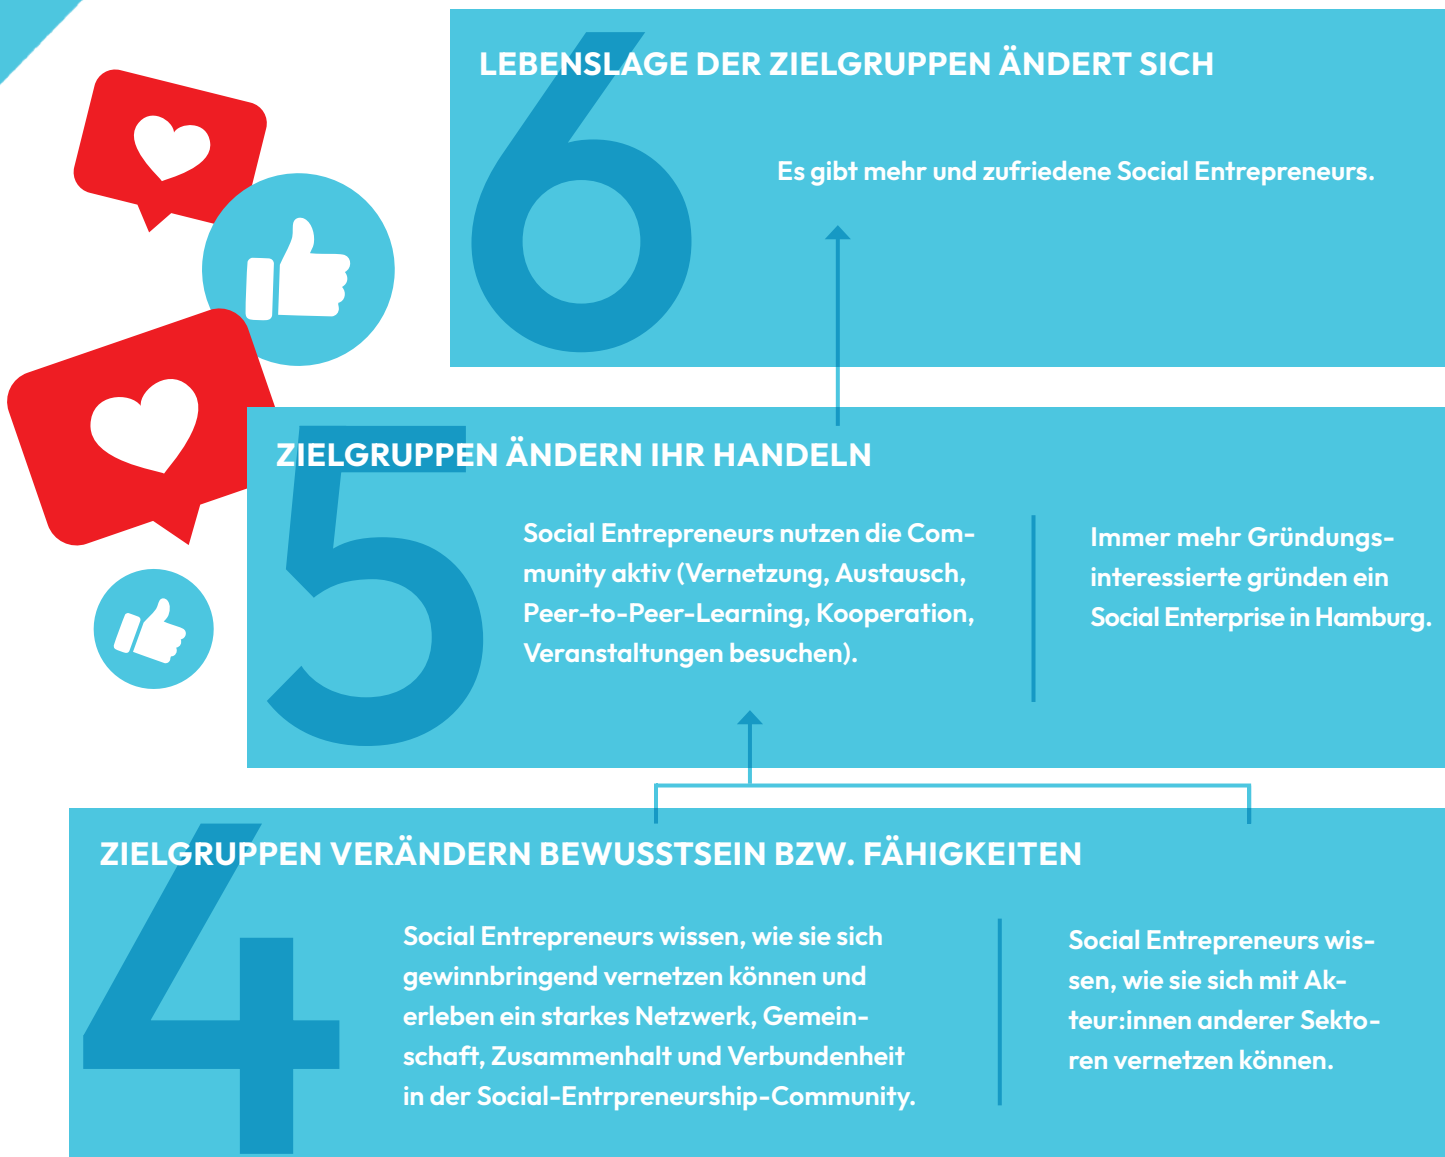 6
LEBENSLAGE DER ZIELGRUPPEN ÄNDERT SICH
Es gibt mehr und zufriedene Social Entrepreneurs.
5
ZIELGRUPPEN ÄNDERN IHR HANDELN
Social Entrepreneurs nutzen die Com-
munity aktiv (Vernetzung, Austausch,
Peer-to-Peer-Learning, Kooperation,
Veranstaltungen besuchen).
Immer mehr Gründungs-
interessierte gründen ein
Social Enterprise in Hamburg.
4
ZIELGRUPPEN VERÄNDERN BEWUSSTSEIN BZW. FÄHIGKEITEN
Social Entrepreneurs wissen, wie sie sich
gewinnbringend vernetzen können und
erleben ein starkes Netzwerk, Gemein-
schaft, Zusammenhalt und Verbundenheit
in der Social-Entrpreneurship-Community.
Social Entrepreneurs wis-
sen, wie sie sich mit Ak-
teur:innen anderer Sekto-
ren vernetzen können.